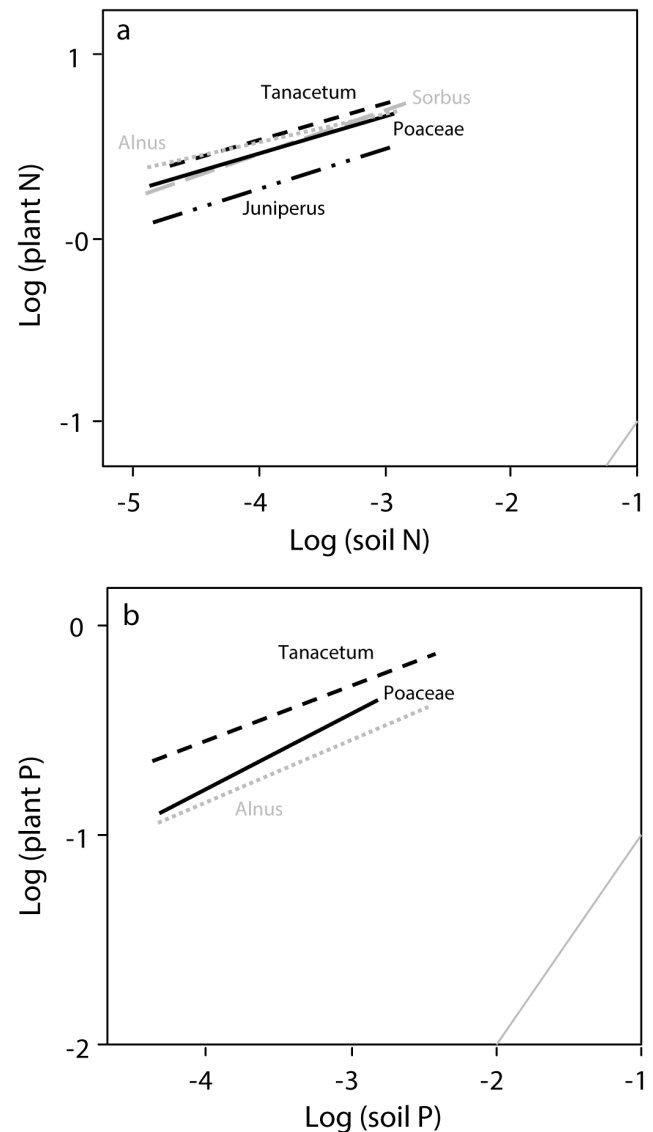 a
1
Tanacetum
Sorbus
Alnus
Poaceae
Juniperus
-0
-1
Log (plant N)
-5 -4 -3 -2 -1
Log (soil N)
b
0
Tanacetum
Poaceae
Alnus
-1
-2
Log (plant P)
-4 -3 -2 -1
Log (soil P)